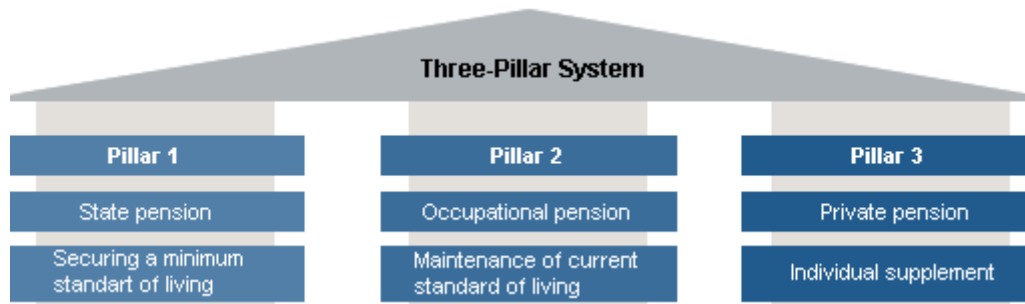 Three-Pillar System
Pillar 1
Pillar 2
Pillar 3
State pension
Occupational pension
Private pension
Securing a minimum
standart of living
Maintenance of current
standard of living
Individual supplement